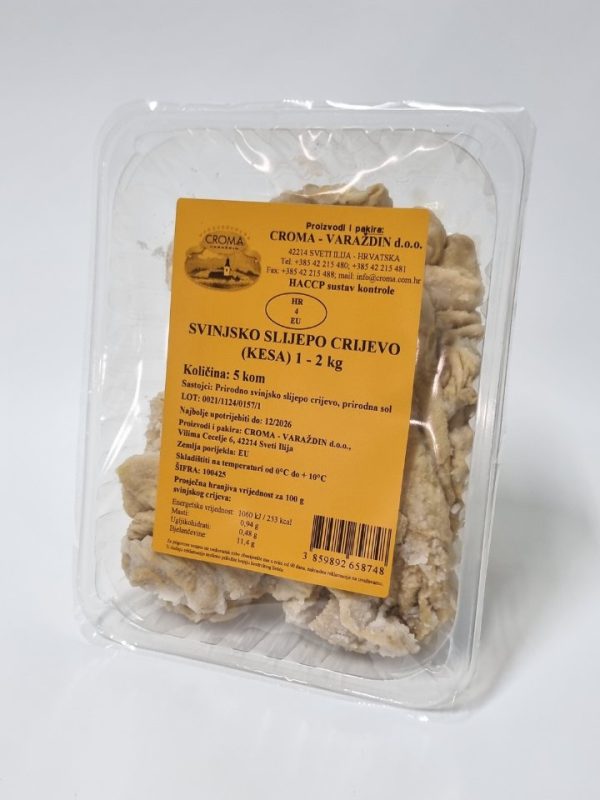 CROMA
VARAŽDIN
Proizvodi i pakira:
CROMA - VARAŽDIN d.o.o.
42214 SVETI ILIJA - HRVATSKA
Tel: +385 42 215 480; +385 42 215 481
Fax: +385 42 215 488; mail: info@croma.com.hr
HACCP sustav kontrole
HR
4
EU
SVINJSKO SLIJEPO CRIJEVO
(KESA) 1 - 2 kg
Količina: 5 kom
Sastojci: Prirodno svinjsko slijepo crijevo, prirodna sol
LOT: 0021/1124/0157/1
Najbolje upotrijebiti do: 12/2026
Proizvodi i pakira: CROMA - VARAŽDIN d.o.o.,
Vilima Cecelje 6, 42214 Sveti Ilija
Zemlja porijekla: EU
Skladištiti na temperaturi od 0°C do + 10°C
ŠIFRA: 100425
Prosječna hranjiva vrijednost za 100 g
svinjskog crijeva:
Energetska vrijednost: 1060 kJ / 253 kcal
Masti: 0,94 g
Ugljikohidrati: 0,48 g
Bjelančevine: 11,4 g
3 859892 658748